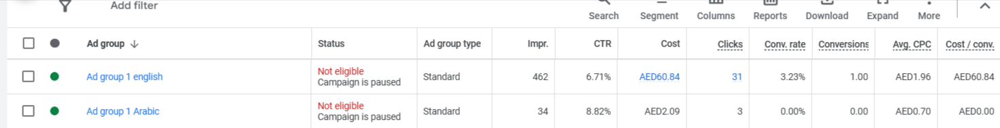 Add filter
Search Segment Columns Reports Download Expand More
Ad group Status Ad group type Impr. CTR Cost Clicks Conv. rate Conversions Avg. CPC Cost / conv.
Ad group 1 english Not eligible Standard 462 6.71% AED60.84 31 3.23% 1.00 AED1.96 AED60.84
Campaign is paused
Ad group 1 Arabic Not eligible Standard 34 8.82% AED2.09 3 0.00% 0.00 AED0.70 AED0.00
Campaign is paused